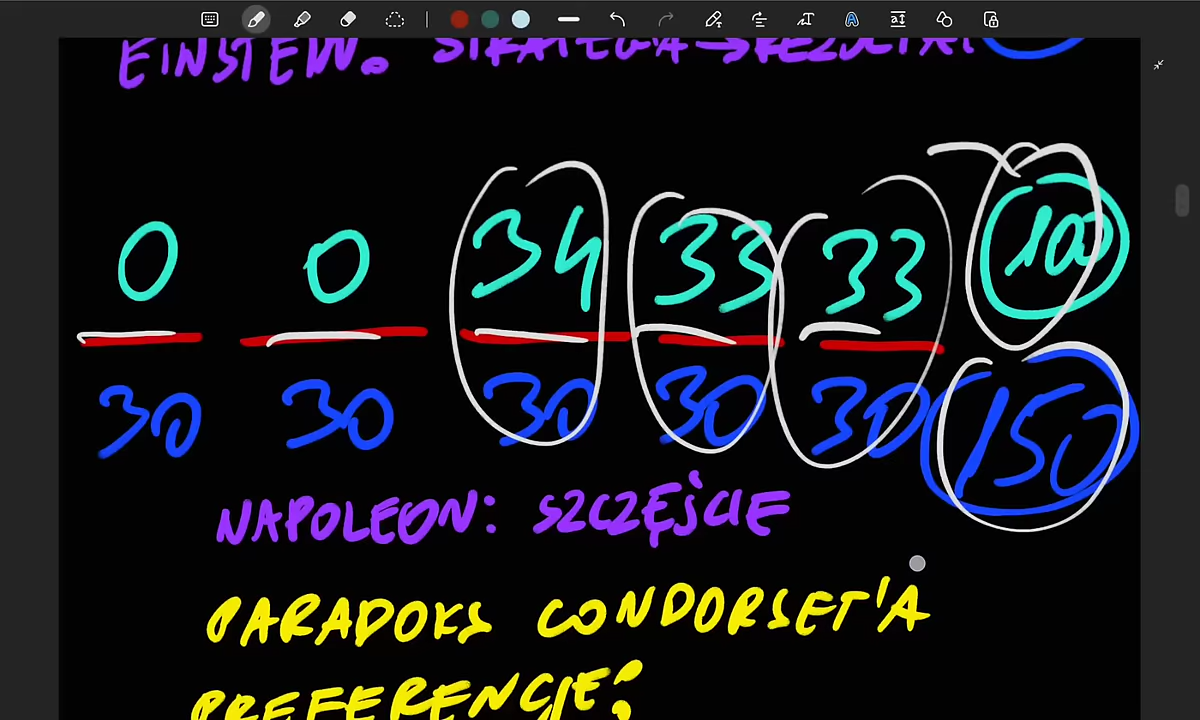 EINSTEIN: STRATEGIA → REZULTAT
0 0 34 33 33 100
30 30 30 30 30 150
NAPOLEON: SZCZĘŚCIE
PARADOKS CONDORSET'A
PREFERENCJE: